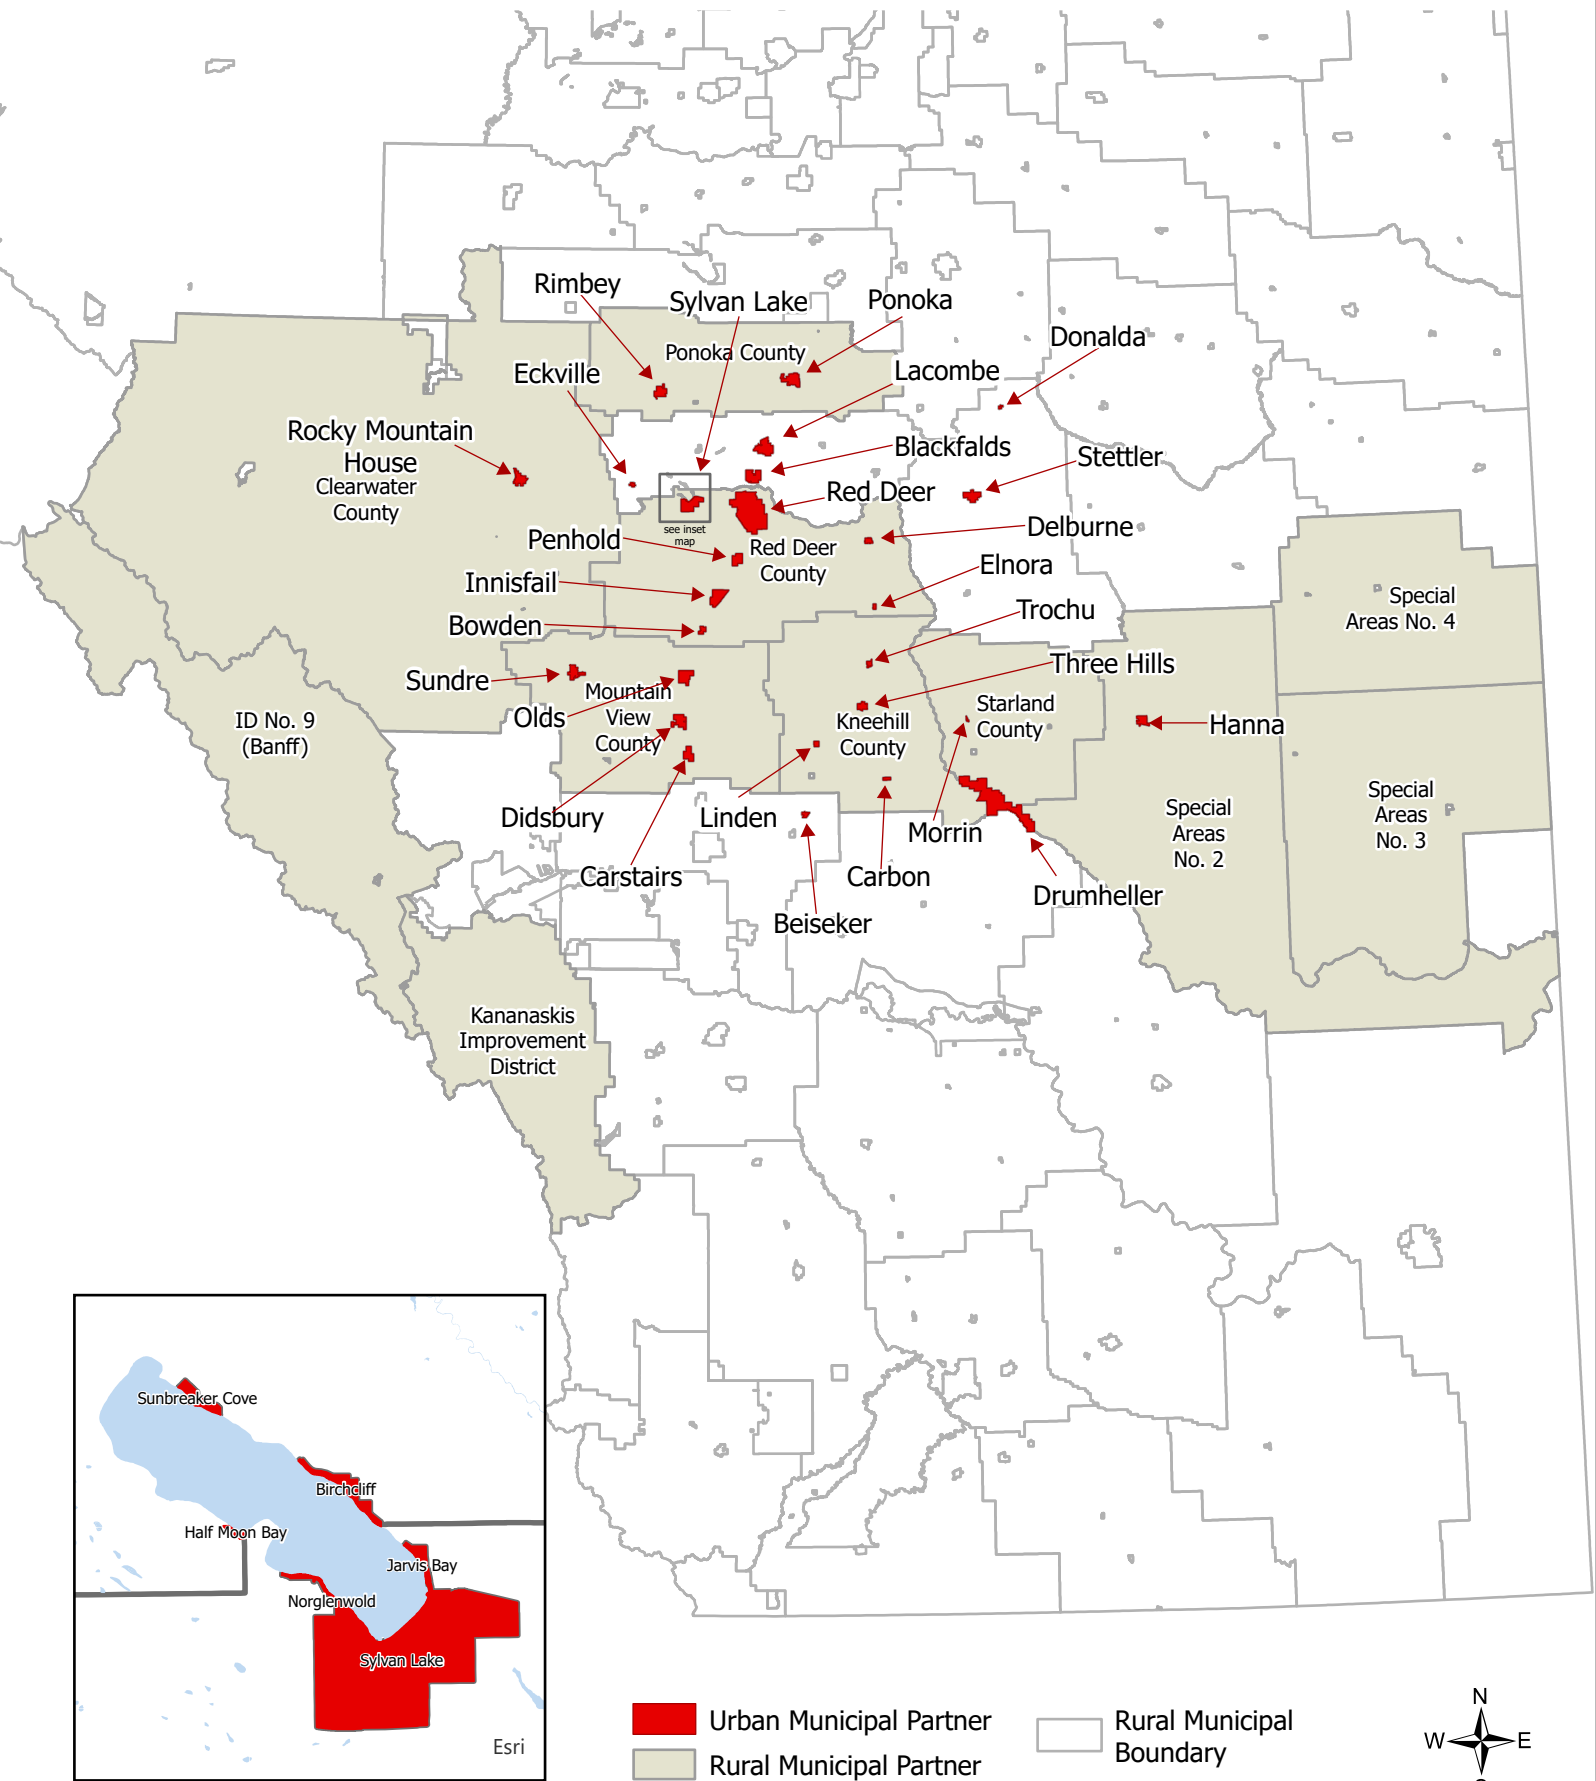 Rimbey
Sylvan Lake
Ponoka
Donalda
Ponoka County
Eckville
Lacombe
Rocky Mountain
House
Clearwater
County
Blackfalds
Stettler
Red Deer
see inset
map
Penhold
Red Deer
County
Delburne
Elnora
Innisfail
Special
Areas No. 4
Bowden
Trochu
Three Hills
Sundre
Mountain
View
County
Olds
Starland
County
Kneehill
County
Hanna
ID No. 9
(Banff)
Special
Areas
No. 3
Special
Areas
No. 2
Didsbury
Linden
Morrin
Carstairs
Carbon
Drumheller
Beiseker
Kananaskis
Improvement
District
Sunbreaker Cove
Birchcliff
Half Moon Bay
Jarvis Bay
Norglenwold
Sylvan Lake
Esri
Urban Municipal Partner
Rural Municipal Partner
Rural Municipal
Boundary
N
W
E